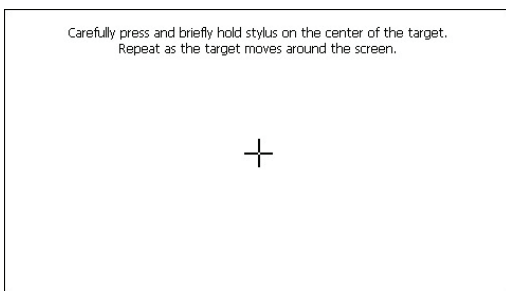 Carefully press and briefly hold stylus on the center of the target.
Repeat as the target moves around the screen.